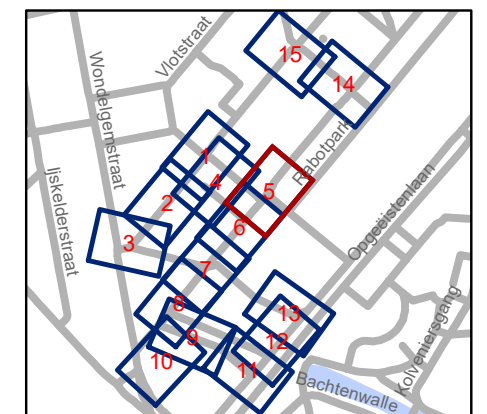 Vlotstraat
15
14
Wondelgemstraat
Rabotpark
1
4
5
Ijskelderstraat
2
6
3
Opgeëistenlaan
7
8
13
9
12
10
11
Kolveniersgang
Bachtenwalle